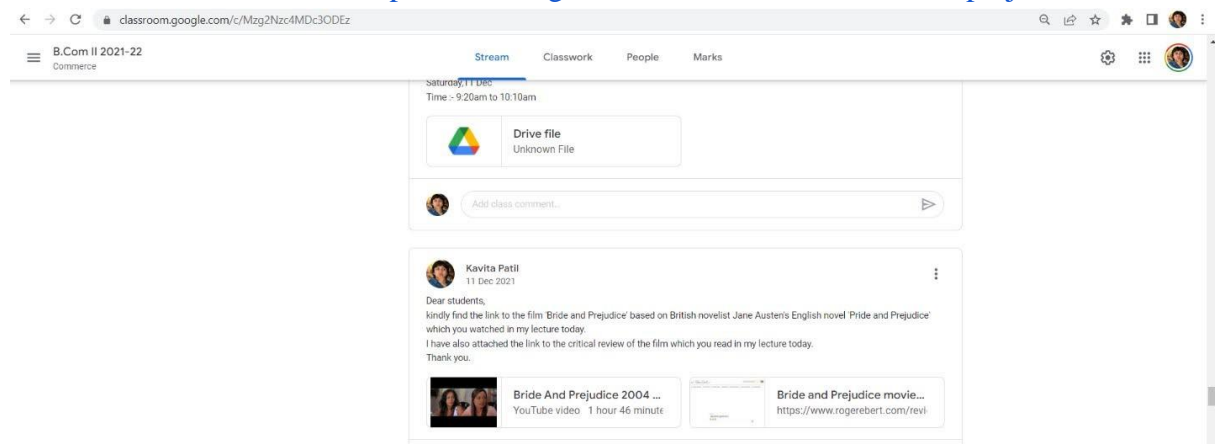 classroom.google.com/c/Mzg2Nzc4MDc3ODEz
B.Com II 2021-22
Commerce
Stream Classwork People Marks
Saturday,11 Dec
Time :- 9:20am to 10:10am
Drive file
Unknown File
Add class comment...
Kavita Patil
11 Dec 2021
Dear students,
kindly find the link to the film 'Bride and Prejudice' based on British novelist Jane Austen's English novel 'Pride and Prejudice'
which you watched in my lecture today.
I have also attached the link to the critical review of the film which you read in my lecture today.
Thank you.
Bride And Prejudice 2004 ...
YouTube video 1 hour 46 minute
Bride and Prejudice movie...
https://www.rogerebert.com/revi